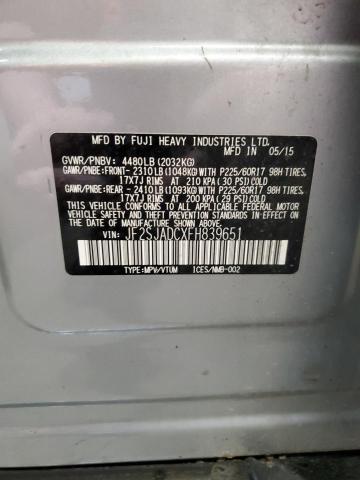 MFD BY FUJI HEAVY INDUSTRIES LTD.
MFD IN 05/15
GVWR/PNBV: 4480LB (2032KG)
GAWR/PNBE:FRONT- 2310LB (1048KG) WITH P225/60R17 98H TIRES,
17X7J RIMS AT 210 KPA (30 PSI) COLD
GAWR/PNBE:REAR - 2410LB (1093KG) WITH P225/60R17 98H TIRES,
17X7J RIMS AT 200 KPA (29 PSI) COLD
THIS VEHICLE CONFORMS TO ALL APPLICABLE FEDERAL MOTOR
VEHICLE SAFETY STANDARDS IN EFFECT ON THE DATE OF
MANUFACTURE SHOWN ABOVE.
JF2SJADCXFH839651
TYPE:MPV/VTUM ICES/NMB-002